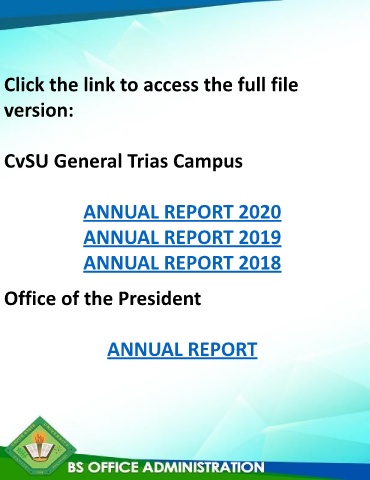 Click the link to access the full file
version:
CvSU General Trias Campus
ANNUAL REPORT 2020
ANNUAL REPORT 2019
ANNUAL REPORT 2018
Office of the President
ANNUAL REPORT
BS OFFICE ADMINISTRATION